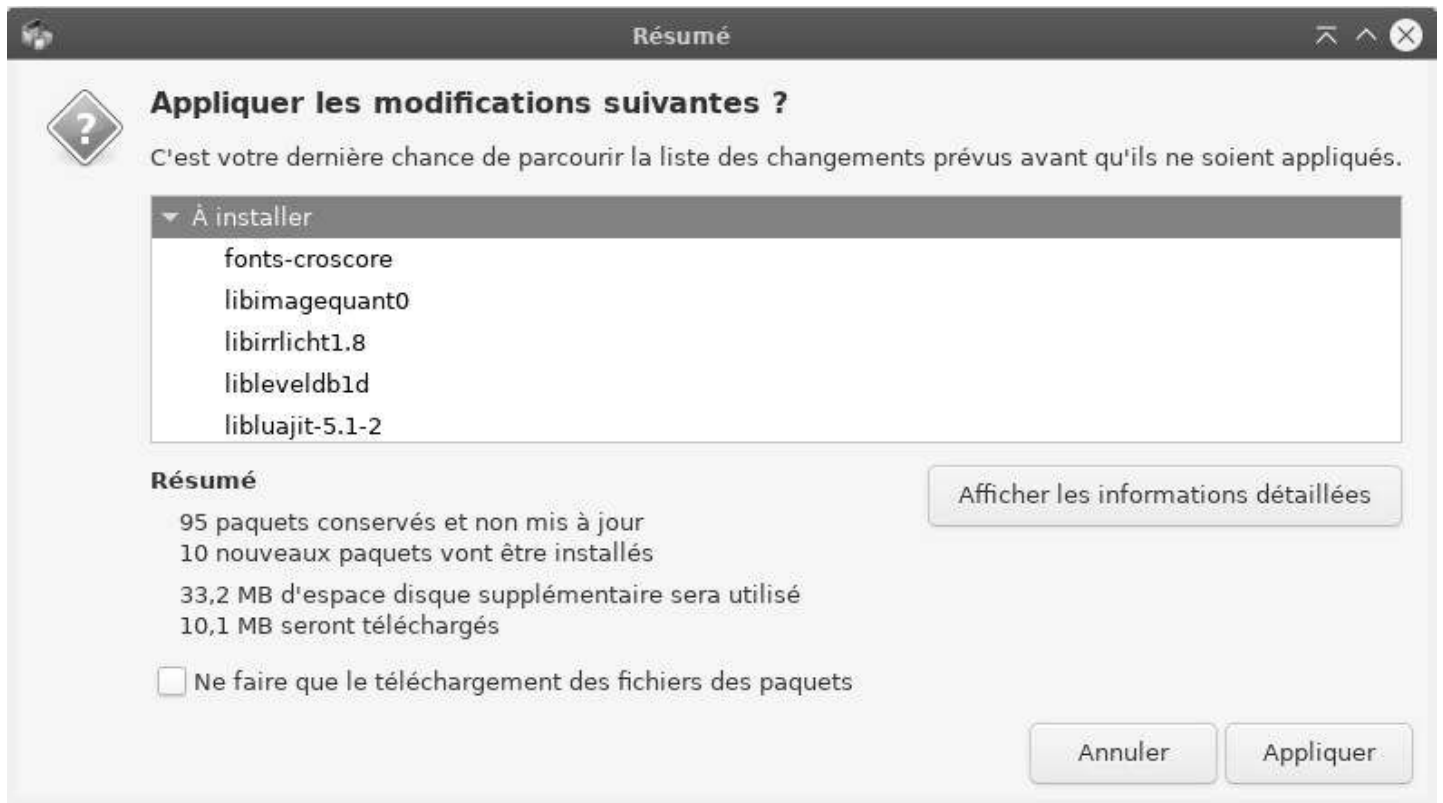 Résumé
Appliquer les modifications suivantes ?
C'est votre dernière chance de parcourir la liste des changements prévus avant qu'ils ne soient appliqués.
À installer
fonts-croscore
libimagequant0
libirrlicht1.8
libleveldb1d
libluajit-5.1-2
Résumé
Afficher les informations détaillées
95 paquets conservés et non mis à jour
10 nouveaux paquets vont être installés
33,2 MB d'espace disque supplémentaire sera utilisé
10,1 MB seront téléchargés
Ne faire que le téléchargement des fichiers des paquets
Annuler
Appliquer